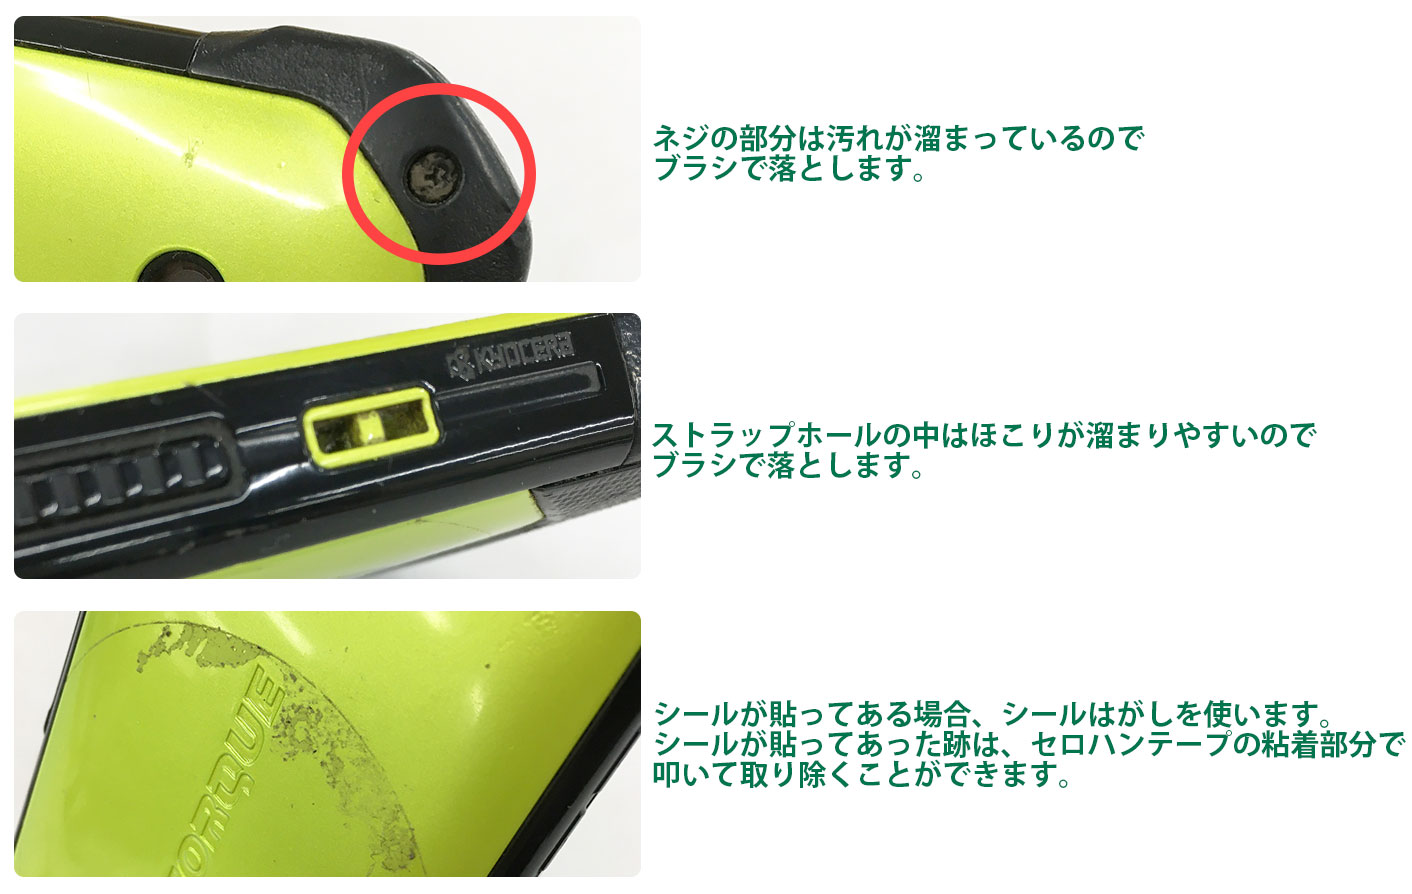 ネジの部分は汚れが溜まっているので
ブラシで落とします。
KYOCERA
ストラップホールの中はほこりが溜まりやすいので
ブラシで落とします。
TORQUE
シールが貼ってある場合、シールはがしを使います。
シールが貼ってあった跡は、セロハンテープの粘着部分で
叩いて取り除くことができます。